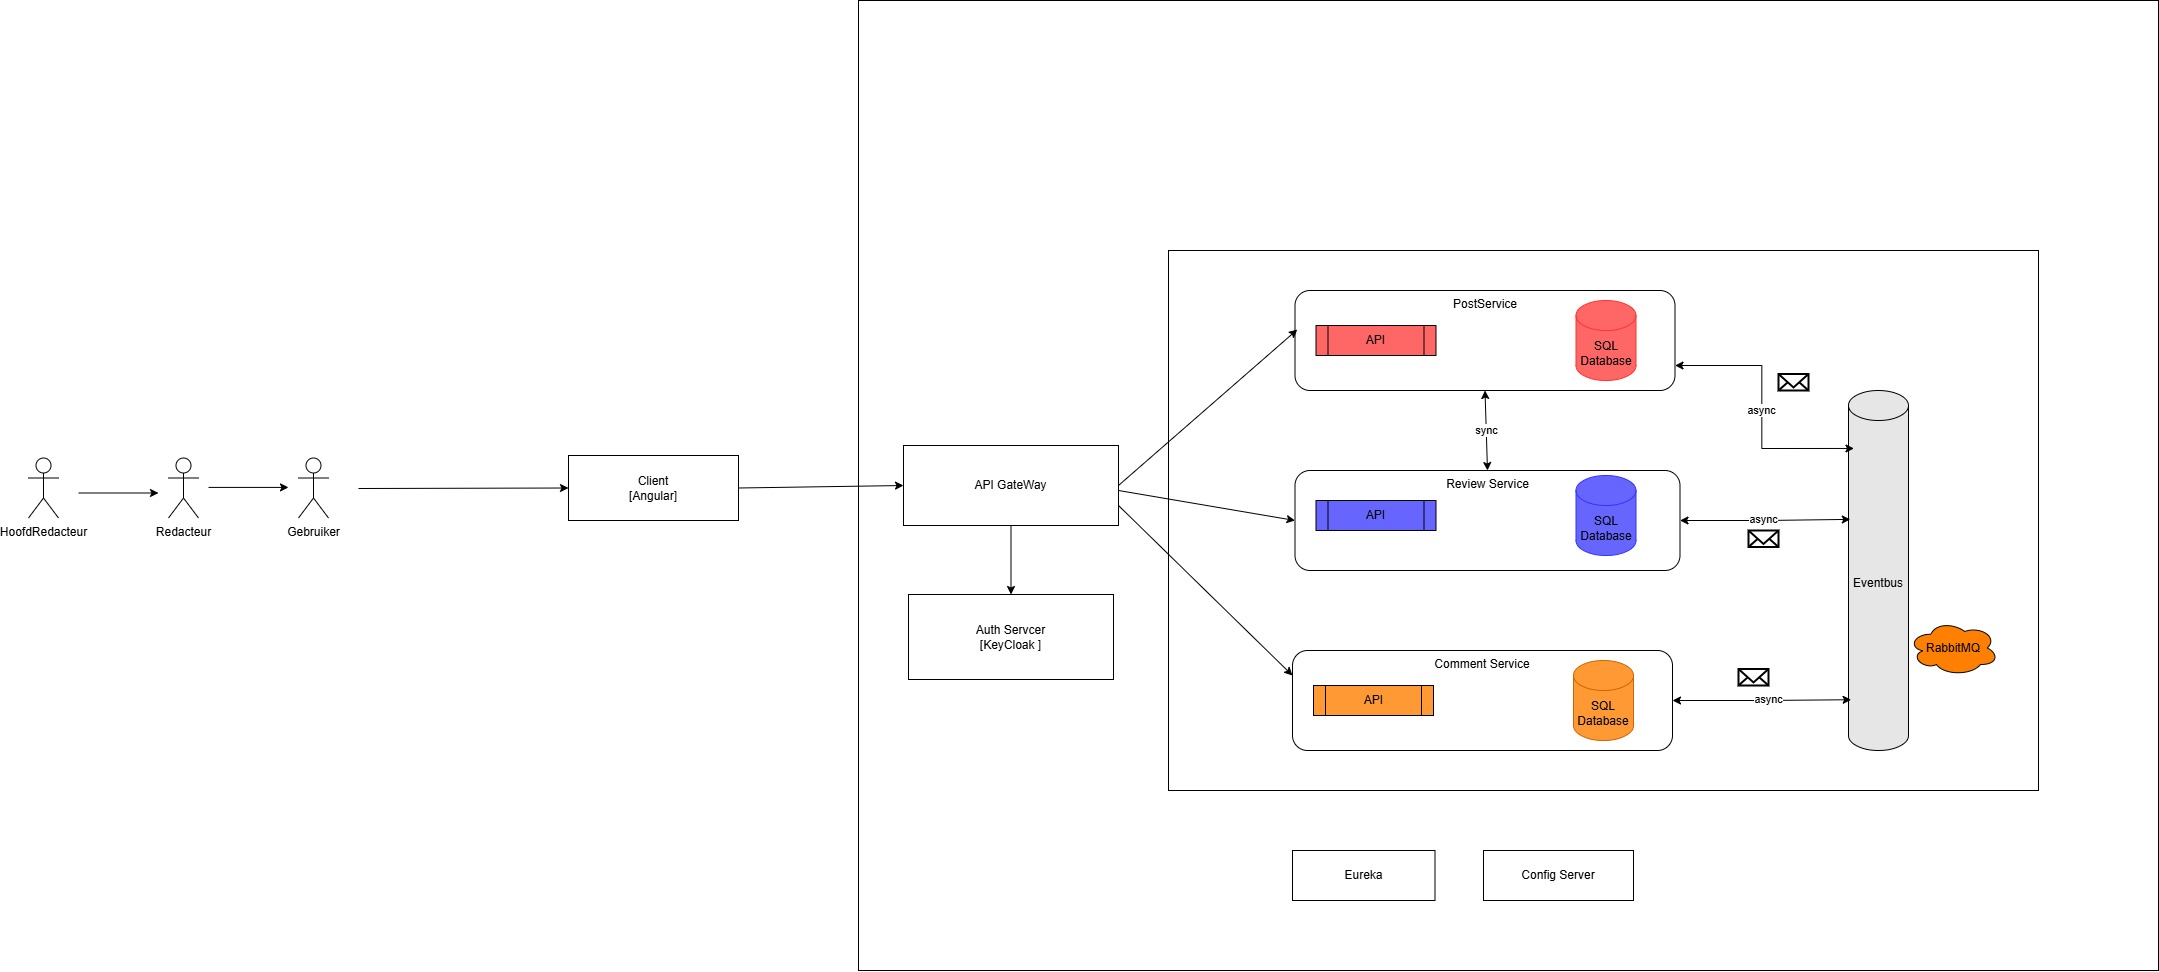 HoofdRedacteur
Redacteur
Gebruiker
Client
[Angular]
API GateWay
Auth Servcer
[KeyCloak ]
PostService
API
SQL
Database
sync
Review Service
API
SQL
Database
Comment Service
API
SQL
Database
async
async
async
Eventbus
RabbitMQ
Eureka
Config Server